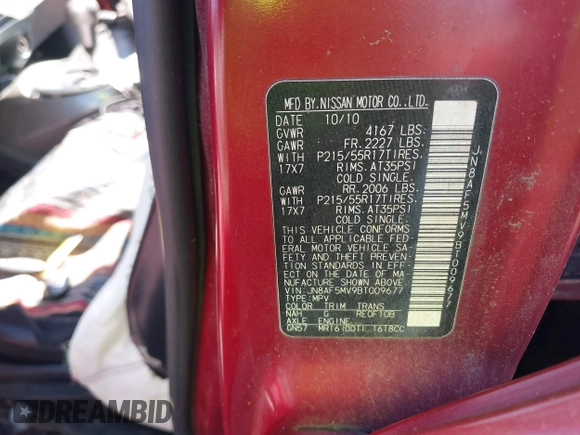 MFD BY.NISSAN MOTOR CO.,LTD.
DATE 10/10
GVWR 4167 LBS.
GAWR FR. 2227 LBS.
WITH P215/55R17TIRES.
17X7 RIMS. AT35PSI
COLD SINGLE.
GAWR RR. 2006 LBS.
WITH P215/55R17TIRES.
17X7 RIMS. AT35PSI
COLD SINGLE.
THIS VEHICLE CONFORMS
TO ALL APPLICABLE FED-
ERAL MOTOR VEHICLE SA-
FETY AND THEFT PREVEN-
TION STANDARDS IN EFF-
ECT ON THE DATE OF MA-
NUFACTURE SHOWN ABOVE.
VIN:JN8AF5MV9BT009677
TYPE:MPV
COLOR TRIM TRANS
NAH G REOF10B
AXLE ENGINE
GN57 MR16(DDT) T6T8CC
JN8AF5MV9BT009677
DREAMBID